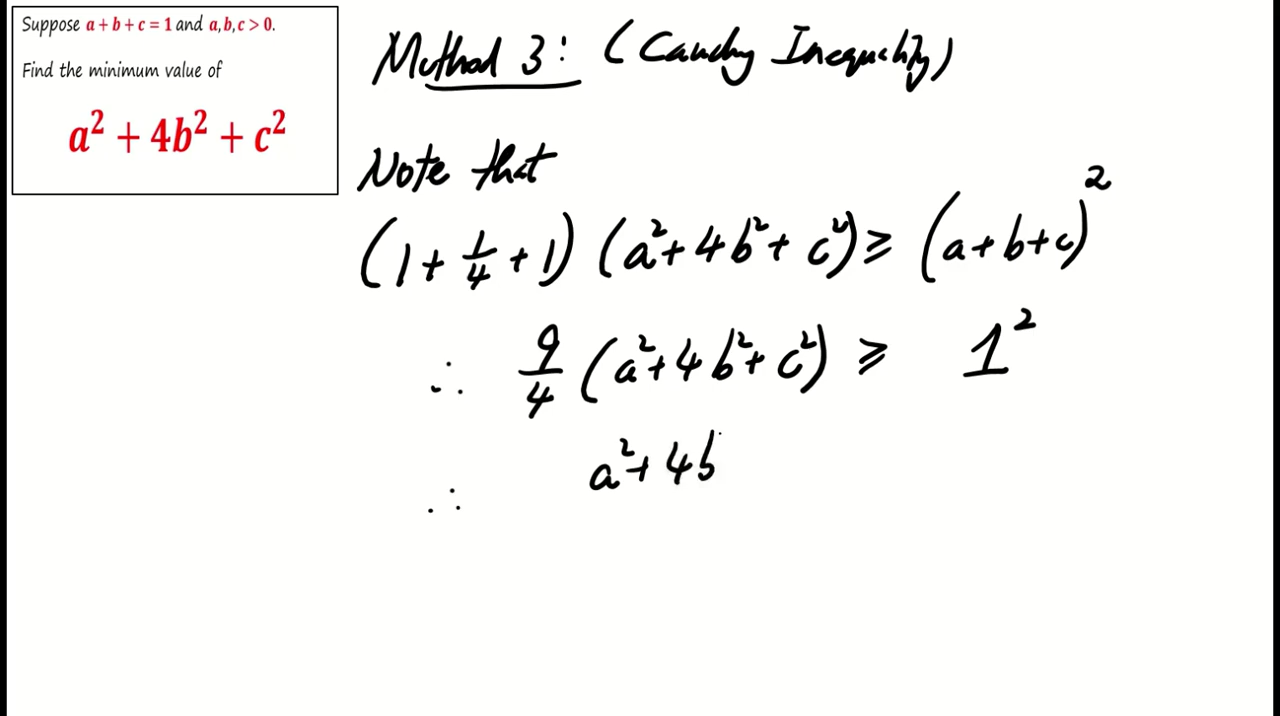 Suppose a + b + c = 1 and a, b, c > 0.
Find the minimum value of
a² + 4b² + c²
Method 3: (Cauchy Inequality)
Note that
(1 + 1/4 + 1) (a² + 4b² + c²) ⩾ (a + b + c)²
∴ 9/4 (a² + 4b² + c²) ⩾ 1²
∴ a² + 4b